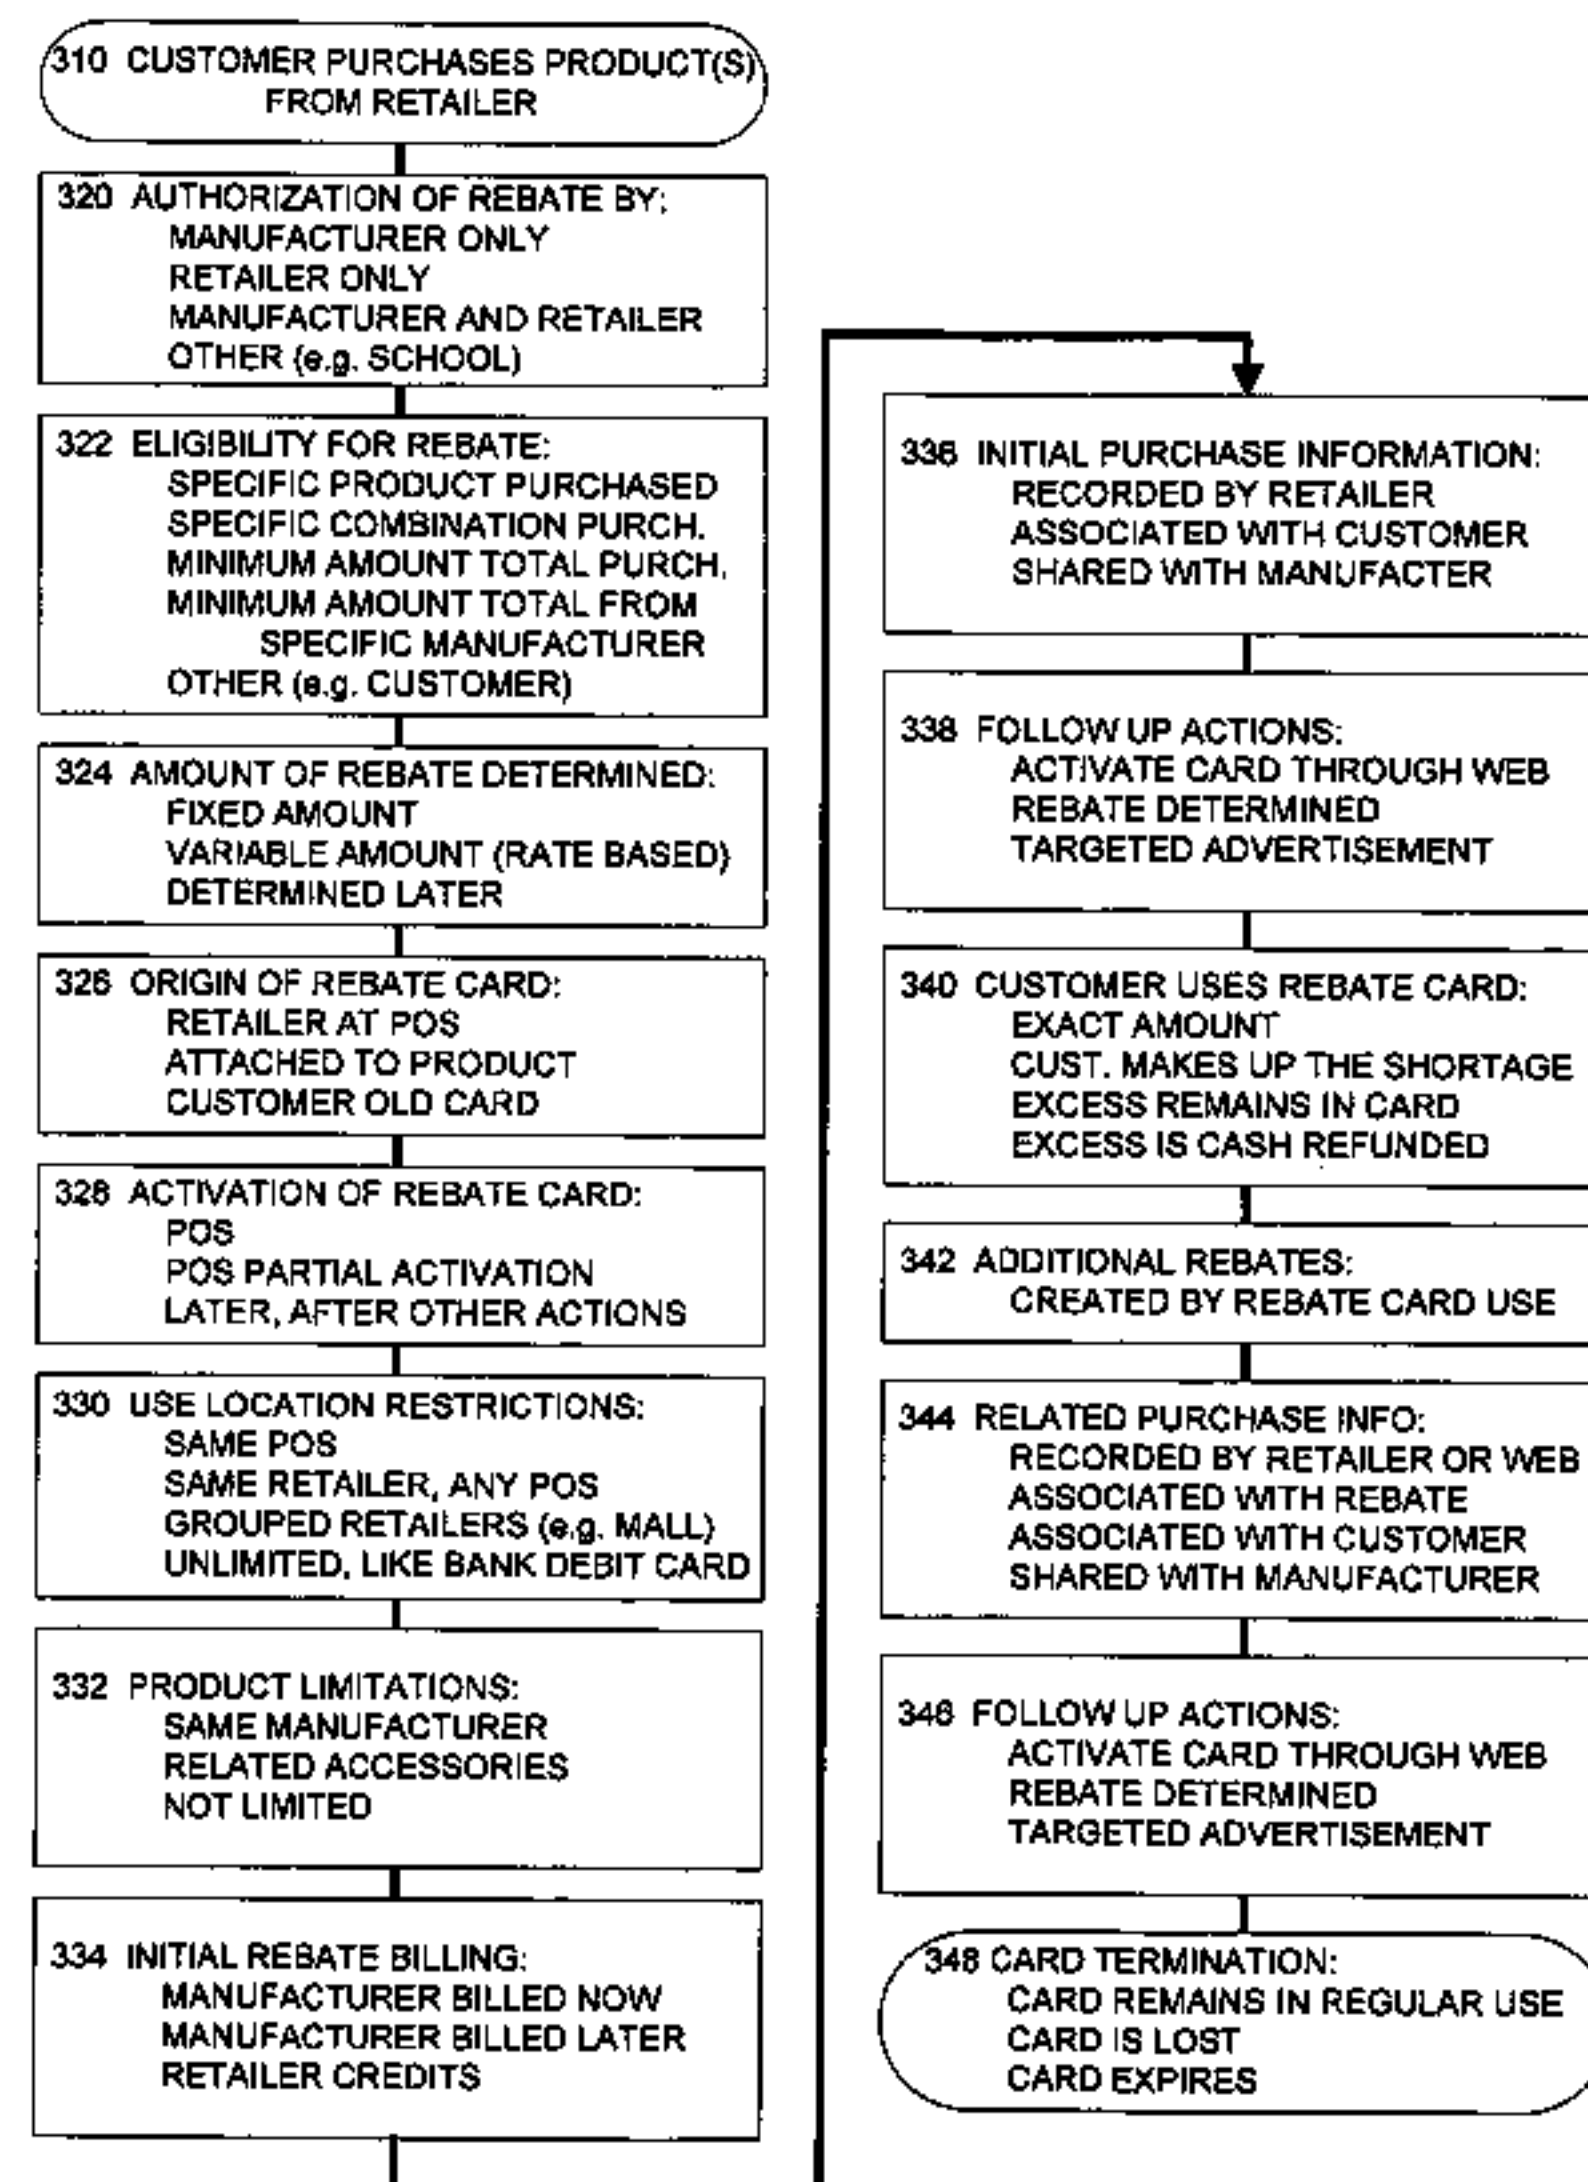 310 CUSTOMER PURCHASES PRODUCT(S)
FROM RETAILER
320 AUTHORIZATION OF REBATE BY:
MANUFACTURER ONLY
RETAILER ONLY
MANUFACTURER AND RETAILER
OTHER (e.g. SCHOOL)
322 ELIGIBILITY FOR REBATE:
SPECIFIC PRODUCT PURCHASED
SPECIFIC COMBINATION PURCH.
MINIMUM AMOUNT TOTAL PURCH.
MINIMUM AMOUNT TOTAL FROM
SPECIFIC MANUFACTURER
OTHER (e.g. CUSTOMER)
324 AMOUNT OF REBATE DETERMINED:
FIXED AMOUNT
VARIABLE AMOUNT (RATE BASED)
DETERMINED LATER
326 ORIGIN OF REBATE CARD:
RETAILER AT POS
ATTACHED TO PRODUCT
CUSTOMER OLD CARD
328 ACTIVATION OF REBATE CARD:
POS
POS PARTIAL ACTIVATION
LATER, AFTER OTHER ACTIONS
330 USE LOCATION RESTRICTIONS:
SAME POS
SAME RETAILER, ANY POS
GROUPED RETAILERS (e.g. MALL)
UNLIMITED, LIKE BANK DEBIT CARD
332 PRODUCT LIMITATIONS:
SAME MANUFACTURER
RELATED ACCESSORIES
NOT LIMITED
334 INITIAL REBATE BILLING:
MANUFACTURER BILLED NOW
MANUFACTURER BILLED LATER
RETAILER CREDITS
336 INITIAL PURCHASE INFORMATION:
RECORDED BY RETAILER
ASSOCIATED WITH CUSTOMER
SHARED WITH MANUFACTER
338 FOLLOW UP ACTIONS:
ACTIVATE CARD THROUGH WEB
REBATE DETERMINED
TARGETED ADVERTISEMENT
340 CUSTOMER USES REBATE CARD:
EXACT AMOUNT
CUST. MAKES UP THE SHORTAGE
EXCESS REMAINS IN CARD
EXCESS IS CASH REFUNDED
342 ADDITIONAL REBATES:
CREATED BY REBATE CARD USE
344 RELATED PURCHASE INFO:
RECORDED BY RETAILER OR WEB
ASSOCIATED WITH REBATE
ASSOCIATED WITH CUSTOMER
SHARED WITH MANUFACTURER
346 FOLLOW UP ACTIONS:
ACTIVATE CARD THROUGH WEB
REBATE DETERMINED
TARGETED ADVERTISEMENT
348 CARD TERMINATION:
CARD REMAINS IN REGULAR USE
CARD IS LOST
CARD EXPIRES